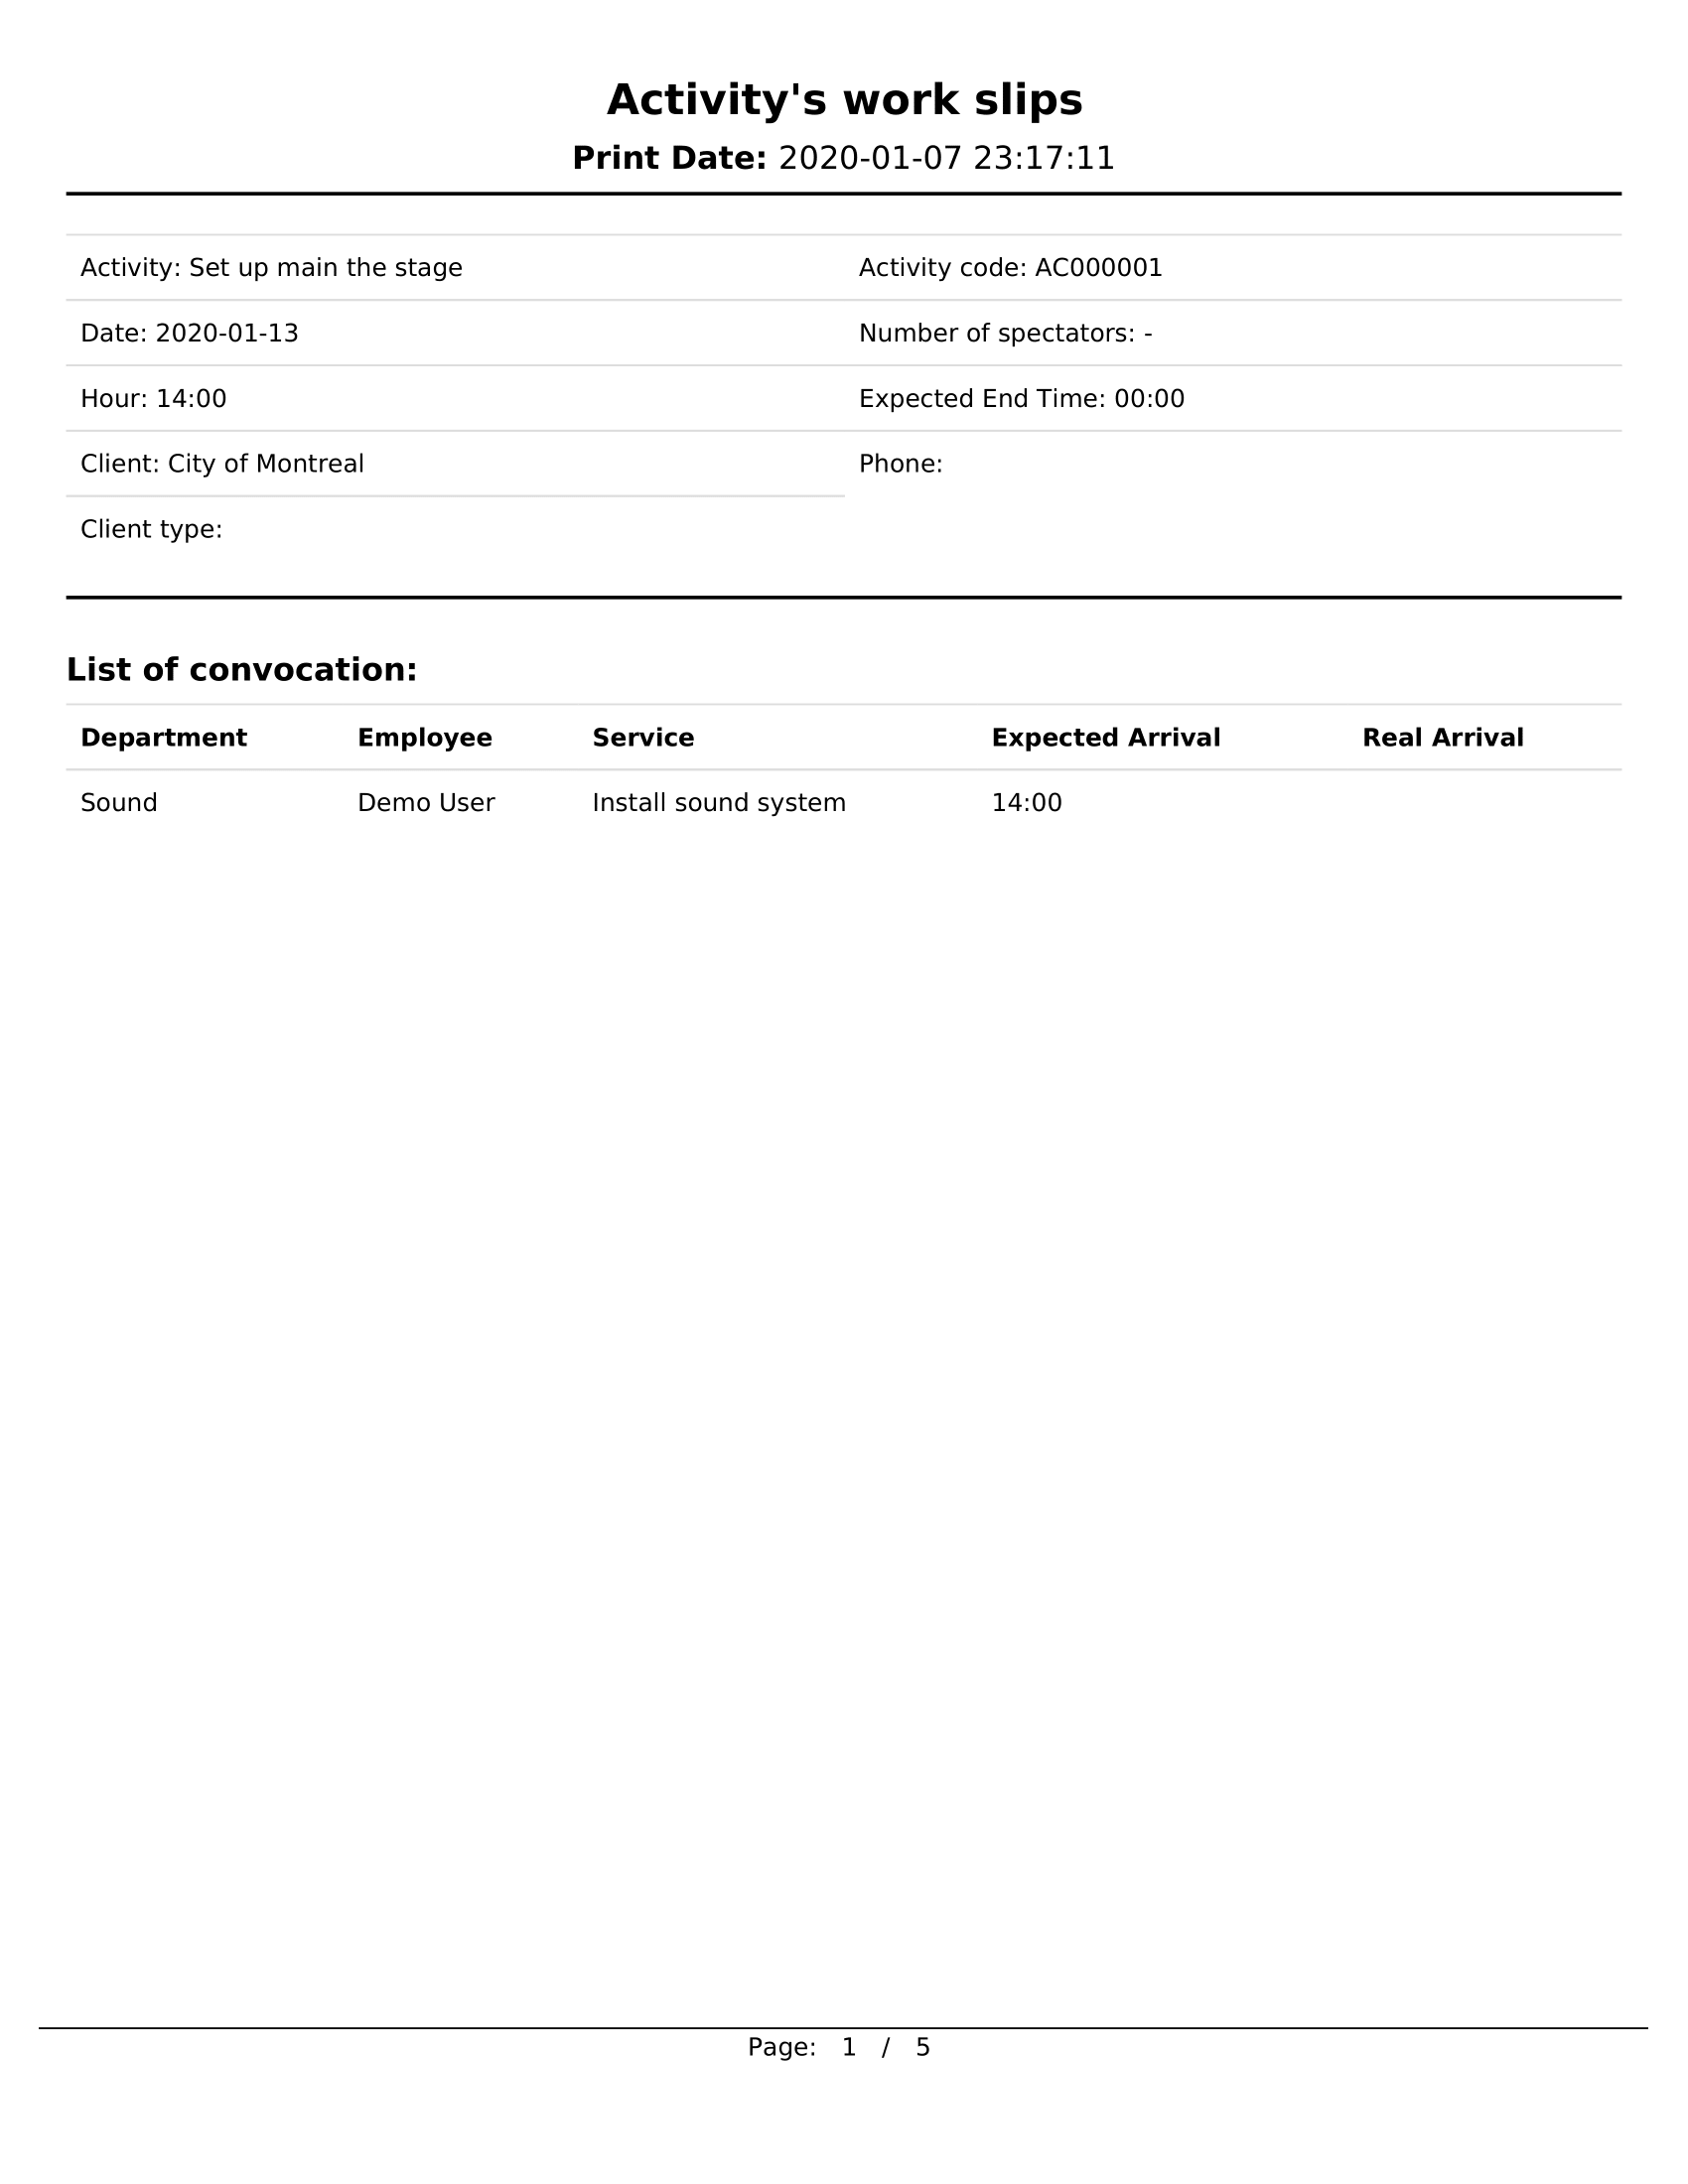 Activity's work slips
Print Date: 2020-01-07 23:17:11
Activity: Set up main the stage Activity code: AC000001
Date: 2020-01-13 Number of spectators: -
Hour: 14:00 Expected End Time: 00:00
Client: City of Montreal Phone:
Client type:
List of convocation:
Department Employee Service Expected Arrival Real Arrival
Sound Demo User Install sound system 14:00
Page: 1 / 5